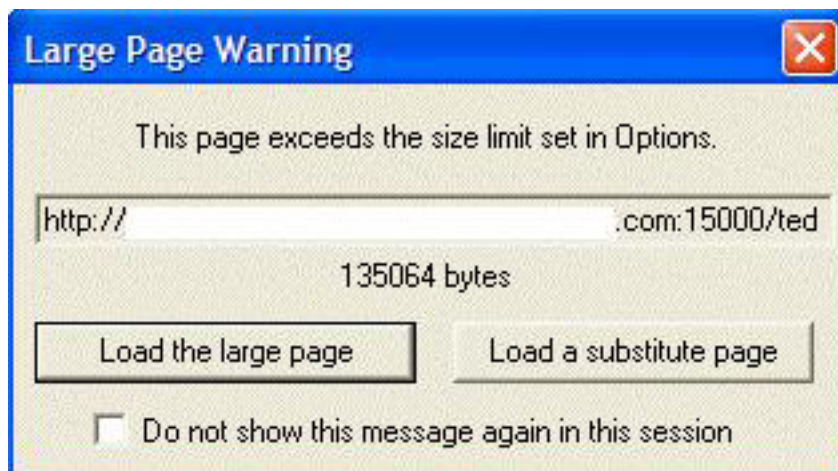 Large Page Warning
This page exceeds the size limit set in Options.
http:// .com:15000/ted
135064 bytes
Load the large page
Load a substitute page
Do not show this message again in this session